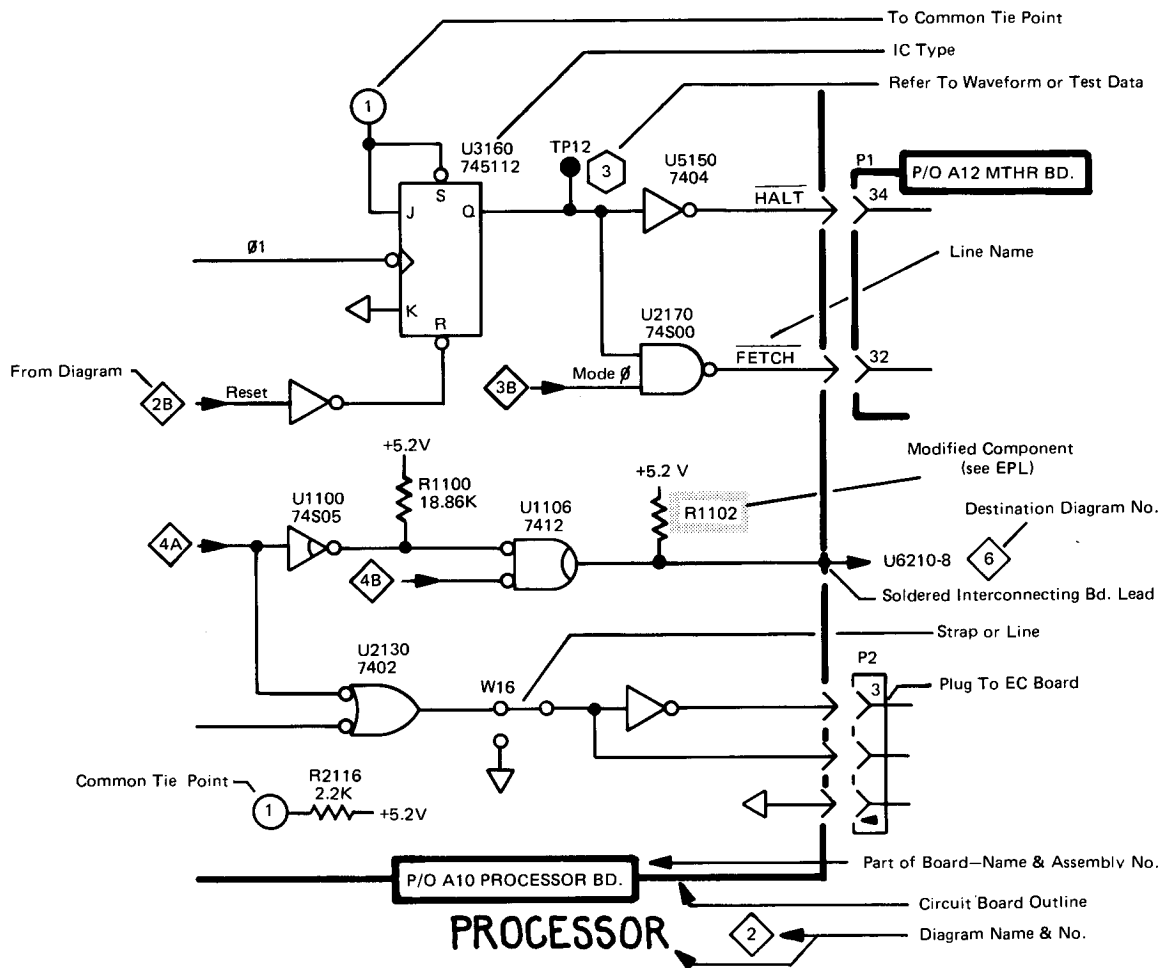 To Common Tie Point
IC Type
Refer To Waveform or Test Data
1
U3160
745112
TP12
3
U5150
7404
P1
P/O A12 MTHR BD.
S
J
Q
HALT
34
Ø1
Line Name
K
R
U2170
74S00
FETCH
32
From Diagram
2B
Reset
3B
Mode Ø
+5.2V
R1100
18.86K
+5.2 V
R1102
Modified Component
(see EPL)
U1100
74S05
U1106
7412
Destination Diagram No.
4A
4B
U6210-8
6
Soldered Interconnecting Bd. Lead
Strap or Line
U2130
7402
W16
P2
3
Plug To EC Board
Common Tie Point
R2116
2.2K
1
+5.2V
P/O A10 PROCESSOR BD.
Part of Board—Name & Assembly No.
Circuit Board Outline
PROCESSOR
2
Diagram Name & No.